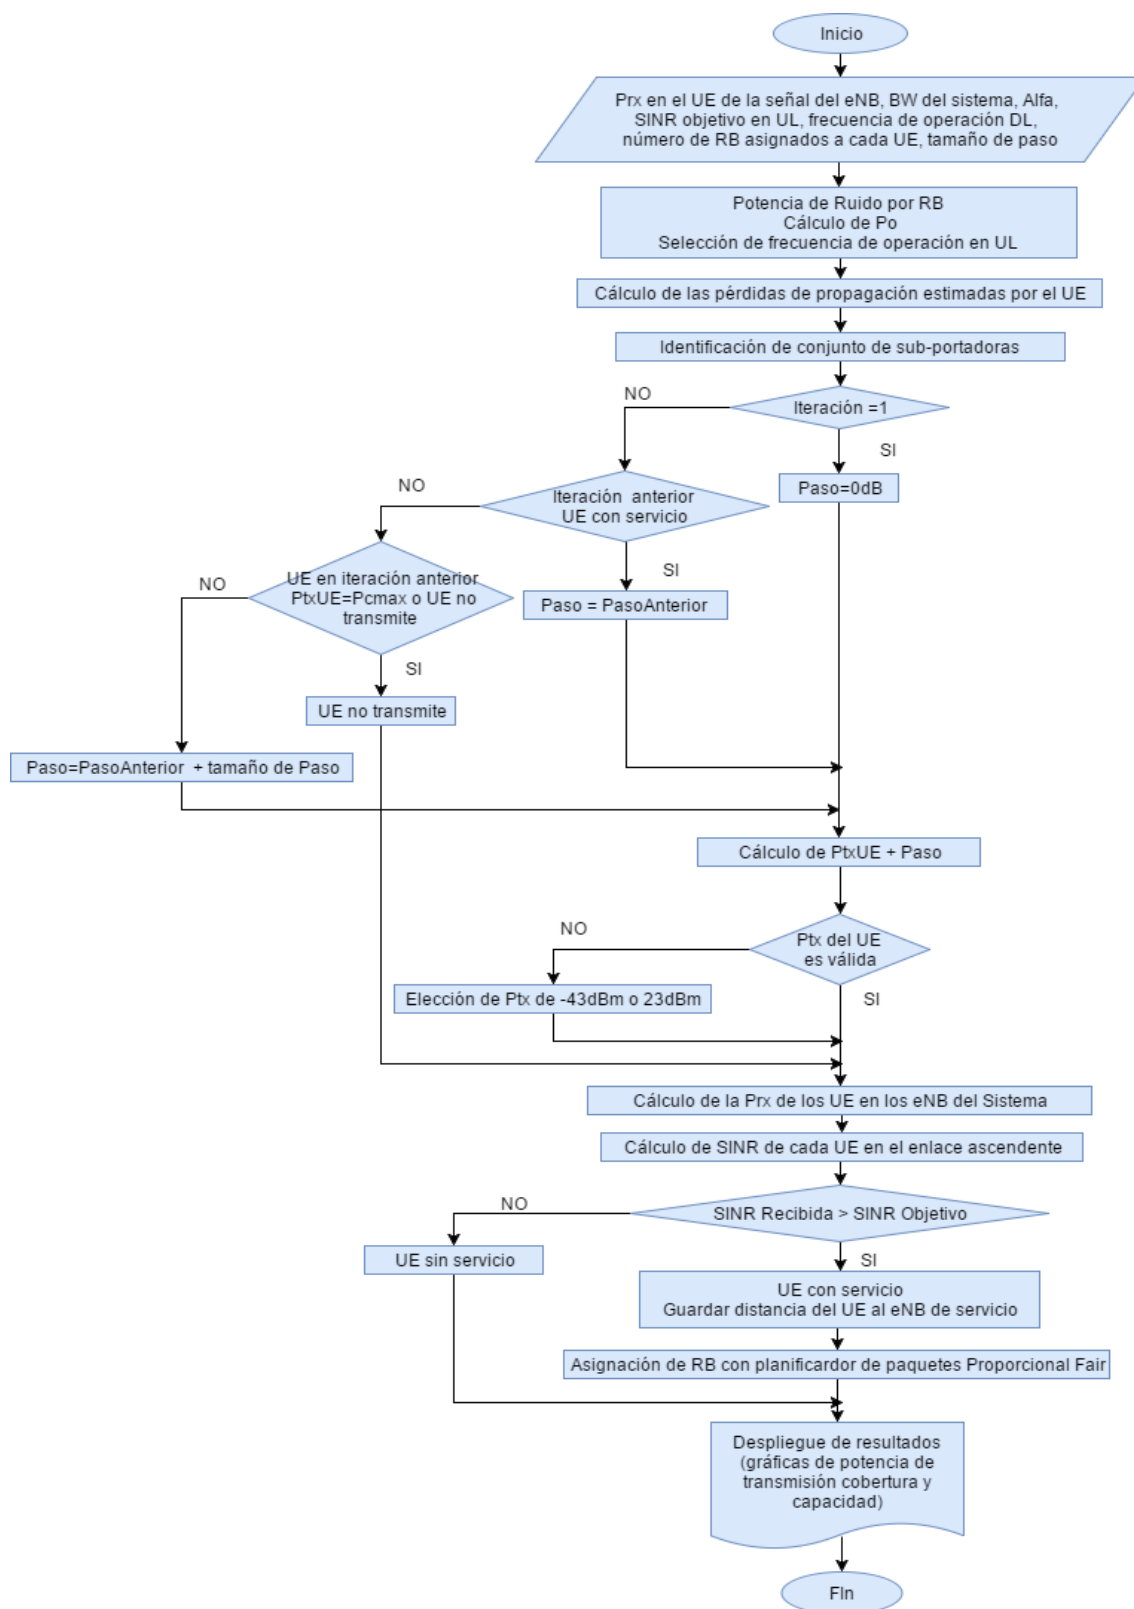 Inicio
Prx en el UE de la señal del eNB, BW del sistema, Alfa,
SINR objetivo en UL, frecuencia de operación DL,
número de RB asignados a cada UE, tamaño de paso
Potencia de Ruido por RB
Cálculo de Po
Selección de frecuencia de operación en UL
Cálculo de las pérdidas de propagación estimadas por el UE
Identificación de conjunto de sub-portadoras
Iteración =1
NO
SI
Paso=0dB
Iteración anterior
UE con servicio
NO
SI
Paso = PasoAnterior
UE en iteración anterior
PtxUE=Pcmax o UE no
transmite
NO
SI
UE no transmite
Paso=PasoAnterior + tamaño de Paso
Cálculo de PtxUE + Paso
Ptx del UE
es válida
NO
SI
Elección de Ptx de -43dBm o 23dBm
Cálculo de la Prx de los UE en los eNB del Sistema
Cálculo de SINR de cada UE en el enlace ascendente
SINR Recibida > SINR Objetivo
NO
SI
UE sin servicio
UE con servicio
Guardar distancia del UE al eNB de servicio
Asignación de RB con planificardor de paquetes Proporcional Fair
Despliegue de resultados
(gráficas de potencia de
transmisión cobertura y
capacidad)
FIn